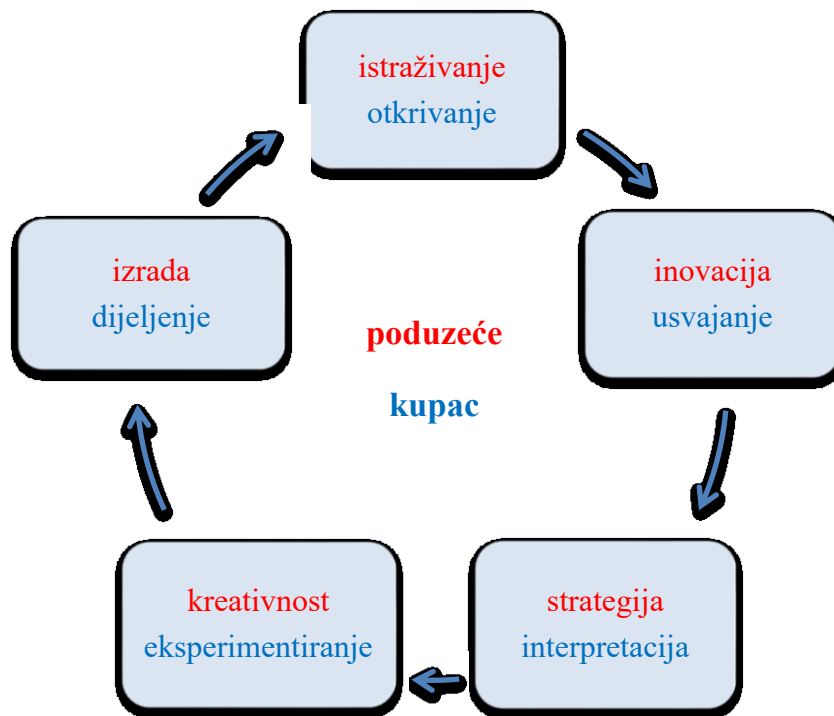 istraživanje
otkrivanje
inovacija
usvajanje
strategija
interpretacija
kreativnost
eksperimentiranje
izrada
dijeljenje
poduzeće
kupac